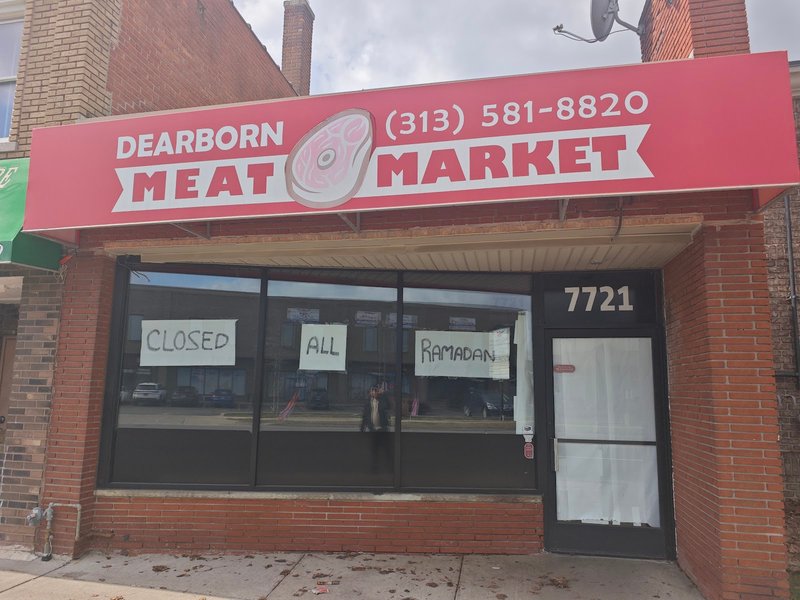 DEARBORN
(313) 581-8820
MEAT MARKET
7721
CLOSED ALL RAMADAN